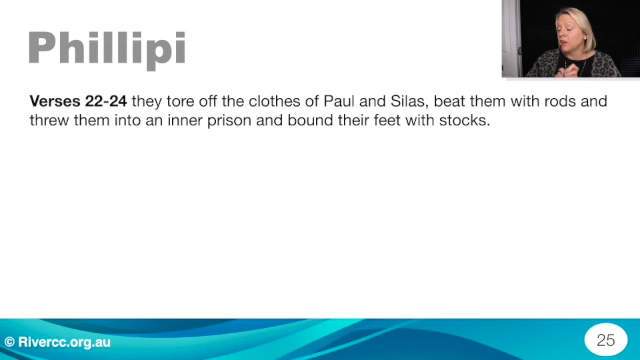 Phillipi
Verses 22-24 they tore off the clothes of Paul and Silas, beat them with rods and
threw them into an inner prison and bound their feet with stocks.
© Rivercc.org.au
25